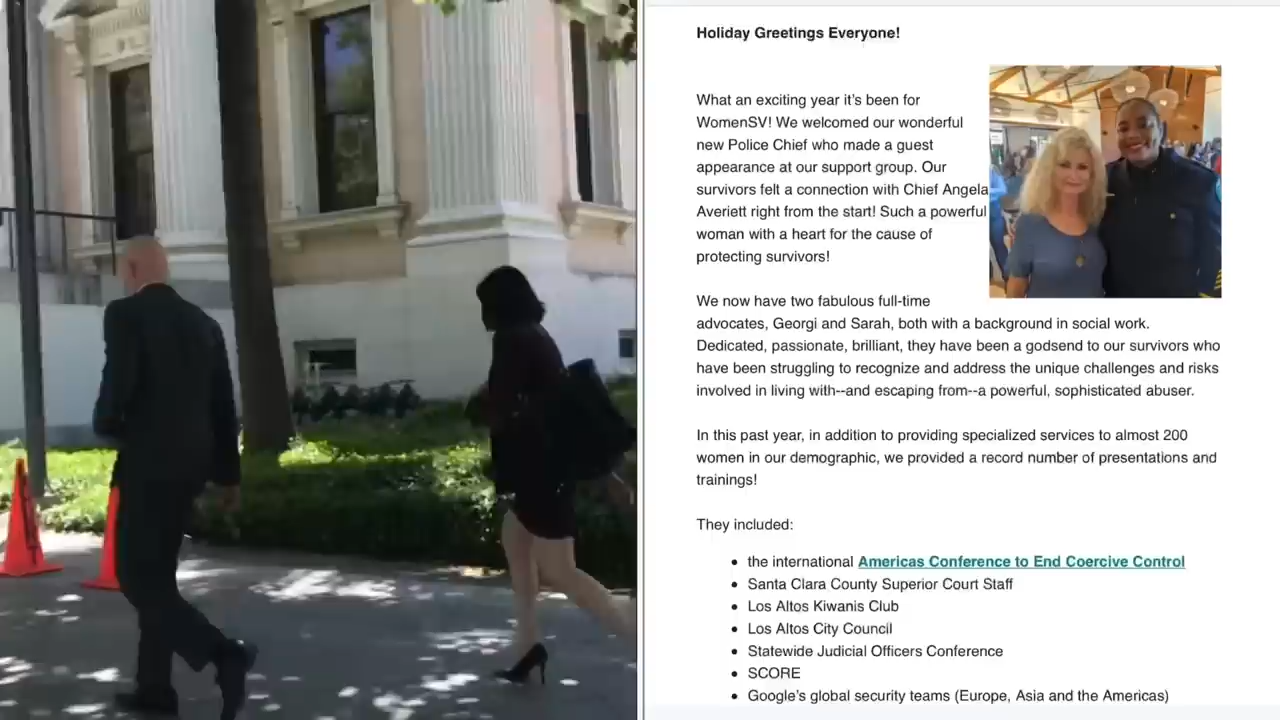 Holiday Greetings Everyone!
What an exciting year it's been for
WomenSV! We welcomed our wonderful
new Police Chief who made a guest
appearance at our support group. Our
survivors felt a connection with Chief Angela
Averiett right from the start! Such a powerful
woman with a heart for the cause of
protecting survivors!
We now have two fabulous full-time
advocates, Georgi and Sarah, both with a background in social work.
Dedicated, passionate, brilliant, they have been a godsend to our survivors who
have been struggling to recognize and address the unique challenges and risks
involved in living with--and escaping from--a powerful, sophisticated abuser.
In this past year, in addition to providing specialized services to almost 200
women in our demographic, we provided a record number of presentations and
trainings!
They included:
• the international Americas Conference to End Coercive Control
• Santa Clara County Superior Court Staff
• Los Altos Kiwanis Club
• Los Altos City Council
• Statewide Judicial Officers Conference
• SCORE
• Google's global security teams (Europe, Asia and the Americas)